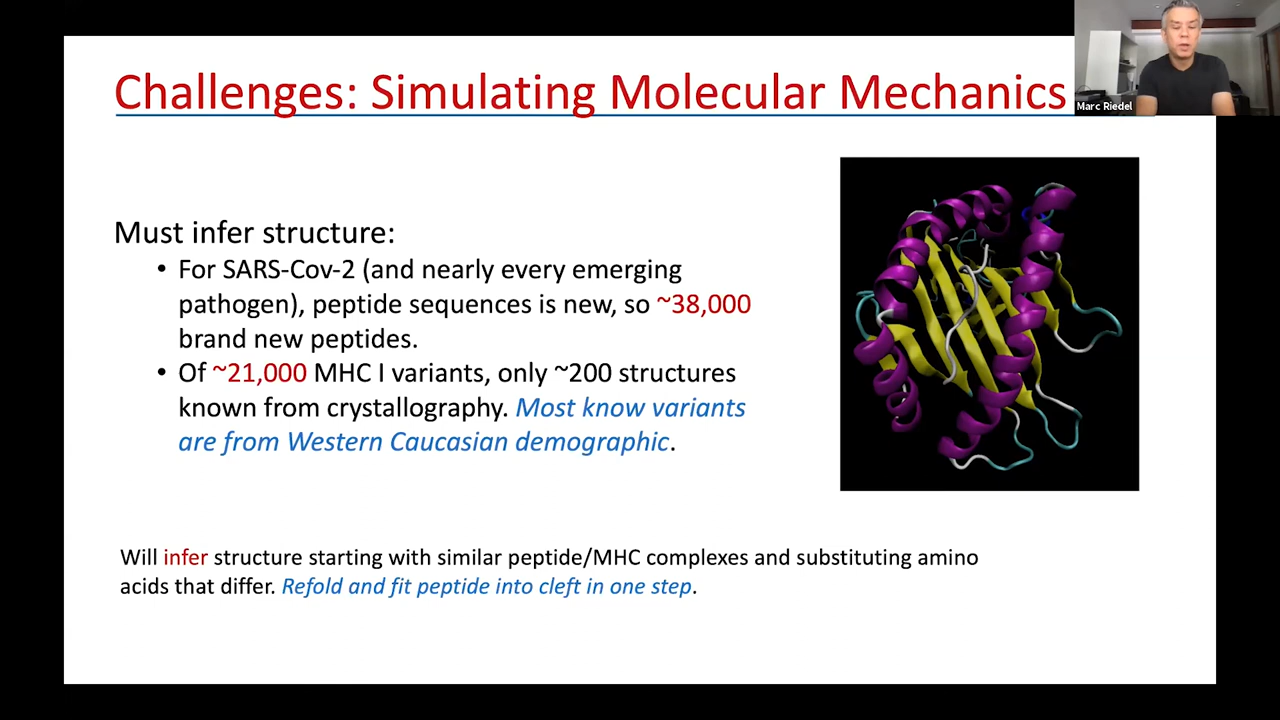 Challenges: Simulating Molecular Mechanics
Marc Riedel
Must infer structure:
• For SARS-Cov-2 (and nearly every emerging
pathogen), peptide sequences is new, so ~38,000
brand new peptides.
• Of ~21,000 MHC I variants, only ~200 structures
known from crystallography. Most know variants
are from Western Caucasian demographic.
Will infer structure starting with similar peptide/MHC complexes and substituting amino
acids that differ. Refold and fit peptide into cleft in one step.